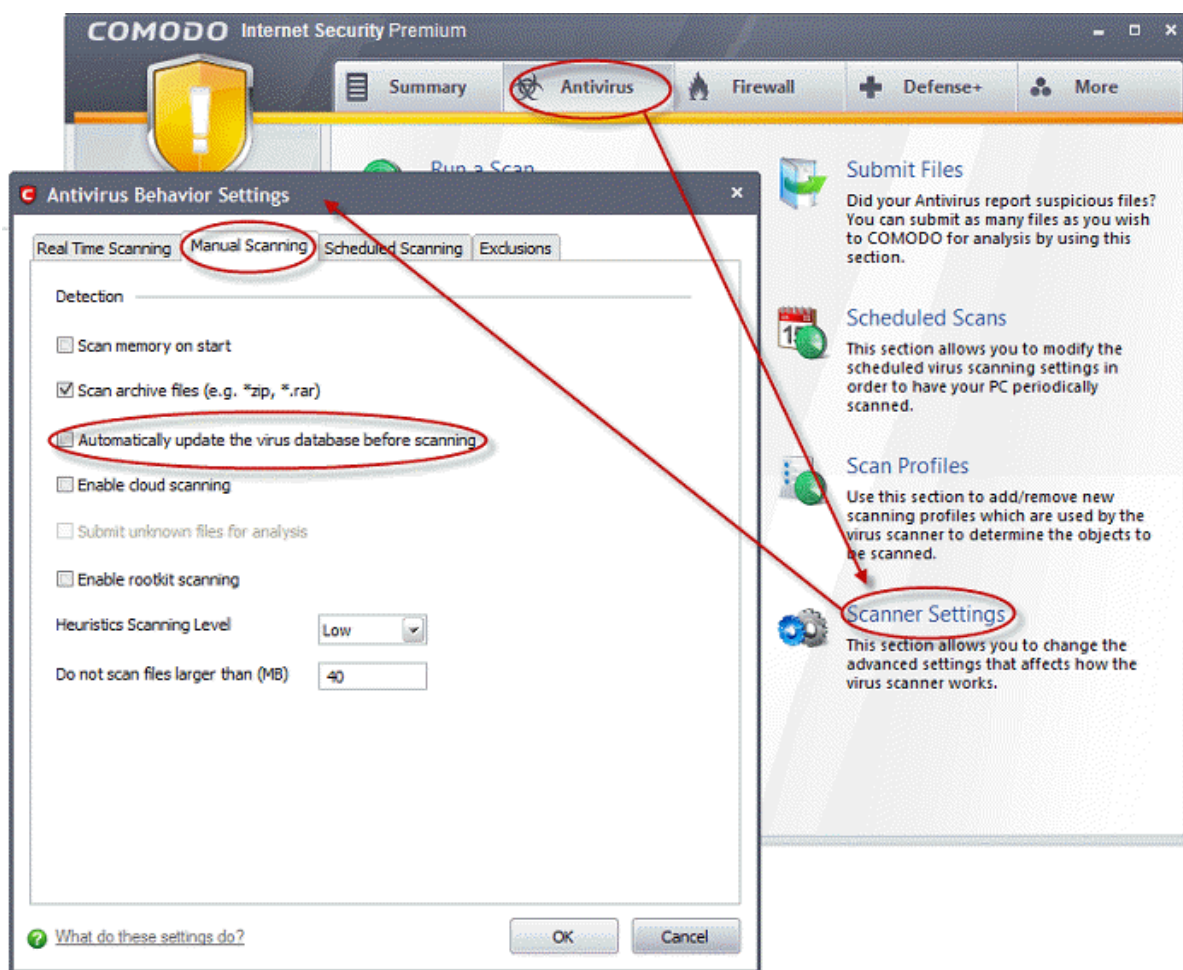 COMODO Internet Security Premium
Summary
Antivirus
Firewall
Defense+
More
Run a Scan
Submit Files
Did your Antivirus report suspicious files?
You can submit as many files as you wish
to COMODO for analysis by using this
section.
Scheduled Scans
This section allows you to modify the
scheduled virus scanning settings in
order to have your PC periodically
scanned.
Scan Profiles
Use this section to add/remove new
scanning profiles which are used by the
virus scanner to determine the objects to
be scanned.
Scanner Settings
This section allows you to change the
advanced settings that affects how the
virus scanner works.
Antivirus Behavior Settings
Real Time Scanning
Manual Scanning
Scheduled Scanning
Exclusions
Detection
Scan memory on start
Scan archive files (e.g. *zip, *.rar)
Automatically update the virus database before scanning
Enable cloud scanning
Submit unknown files for analysis
Enable rootkit scanning
Heuristics Scanning Level
Low
Do not scan files larger than (MB)
40
What do these settings do?
OK
Cancel